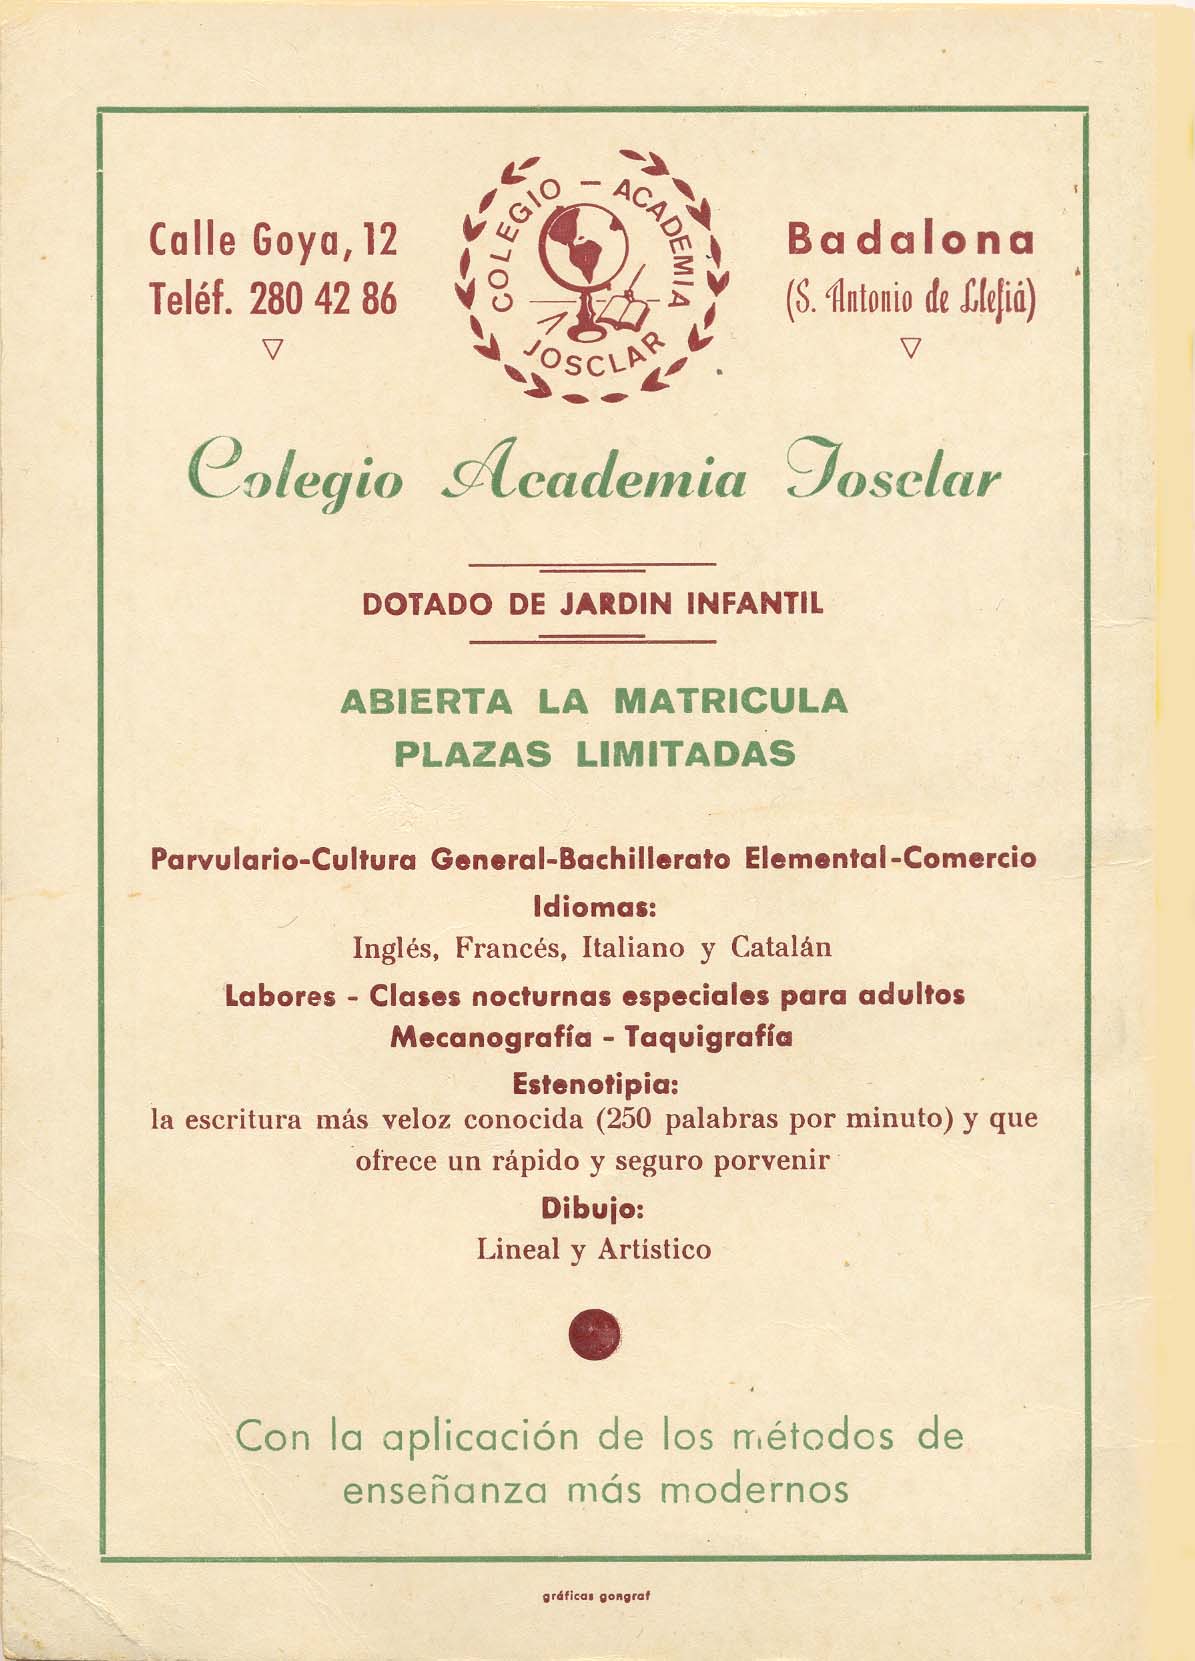 Calle Goya, 12
Teléf. 280 42 86
COLEGIO - ACADEMIA
JOSCLAR
Badalona
(S. Antonio de Llefiá)
Colegio Academia Josclar
DOTADO DE JARDIN INFANTIL
ABIERTA LA MATRICULA
PLAZAS LIMITADAS
Parvulario-Cultura General-Bachillerato Elemental-Comercio
Idiomas:
Inglés, Francés, Italiano y Catalán
Labores - Clases nocturnas especiales para adultos
Mecanografía - Taquigrafía
Estenotipia:
la escritura más veloz conocida (250 palabras por minuto) y que
ofrece un rápido y seguro porvenir
Dibujo:
Lineal y Artístico
Con la aplicación de los métodos de
enseñanza más modernos
gráficas gongraf